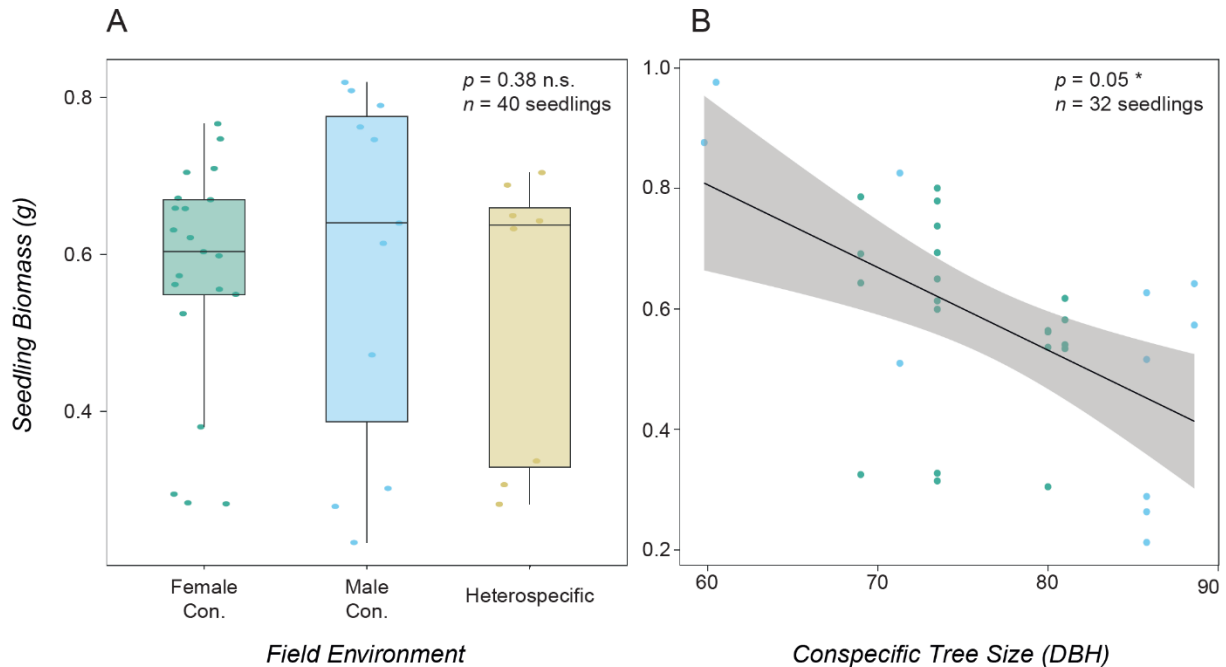 A
B
p = 0.38 n.s.
n = 40 seedlings
p = 0.05 *
n = 32 seedlings
Seedling Biomass (g)
0.8
0.6
0.4
1.0
0.8
0.6
0.4
0.2
Female
Con.
Male
Con.
Heterospecific
60
70
80
90
Field Environment
Conspecific Tree Size (DBH)